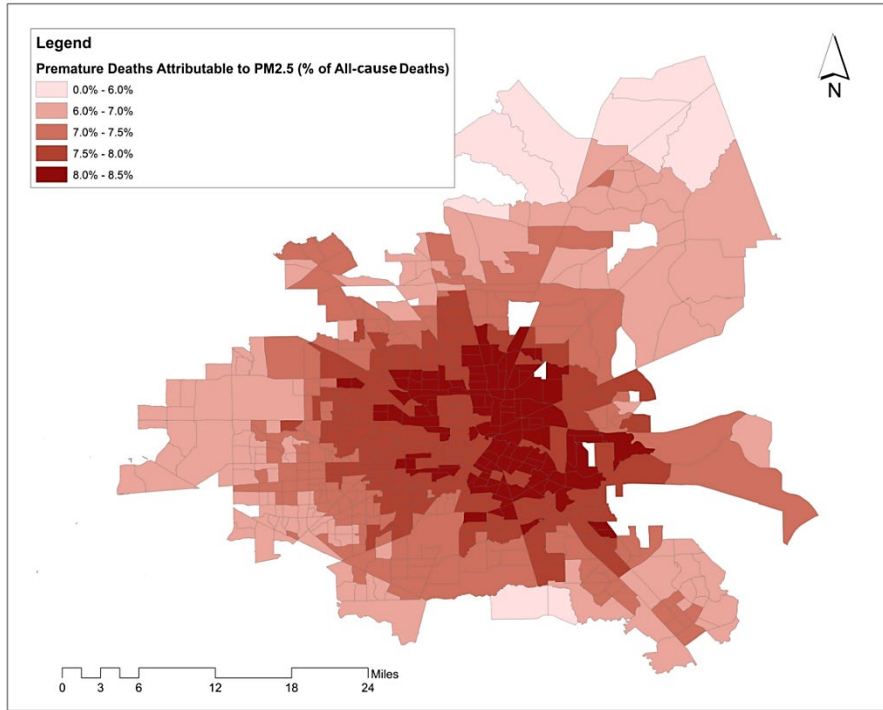 Legend
Premature Deaths Attributable to PM2.5 (% of All-cause Deaths)
0.0% - 6.0%
6.0% - 7.0%
7.0% - 7.5%
7.5% - 8.0%
8.0% - 8.5%
N
Miles
0 3 6 12 18 24